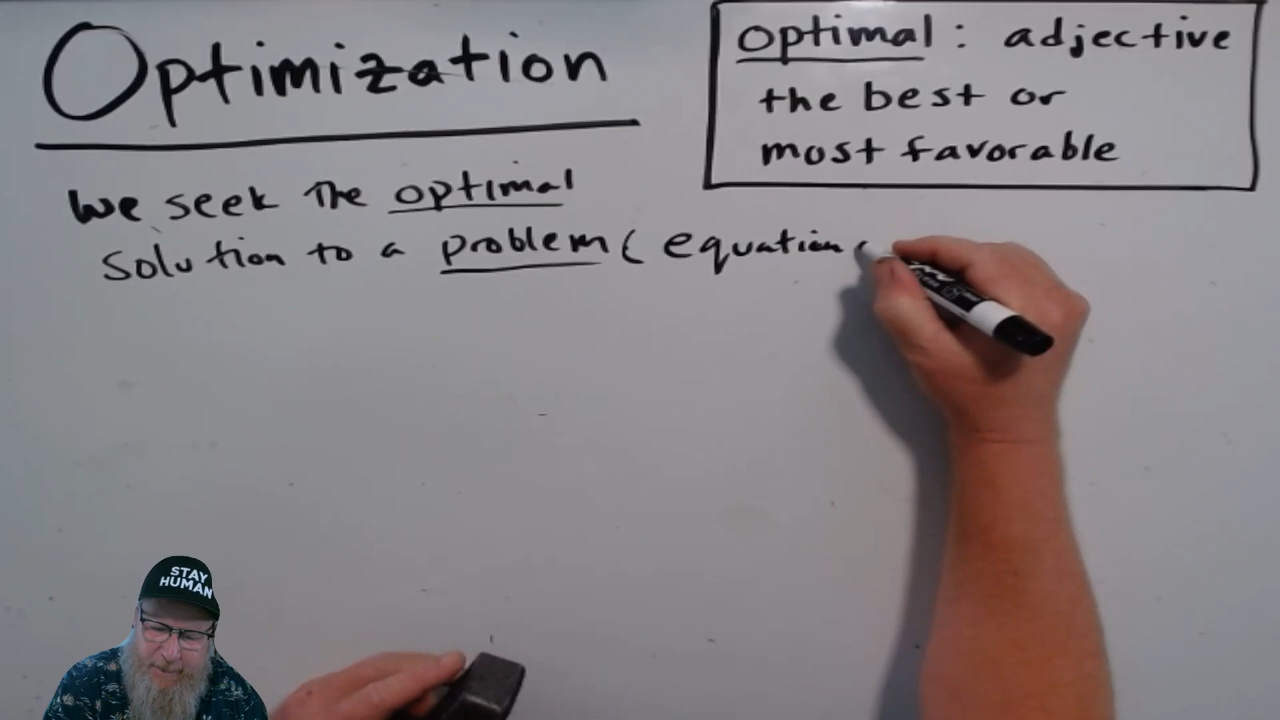 Optimization
optimal : adjective
the best or
most favorable
We seek the optimal
solution to a problem ( equation
STAY
HUMAN